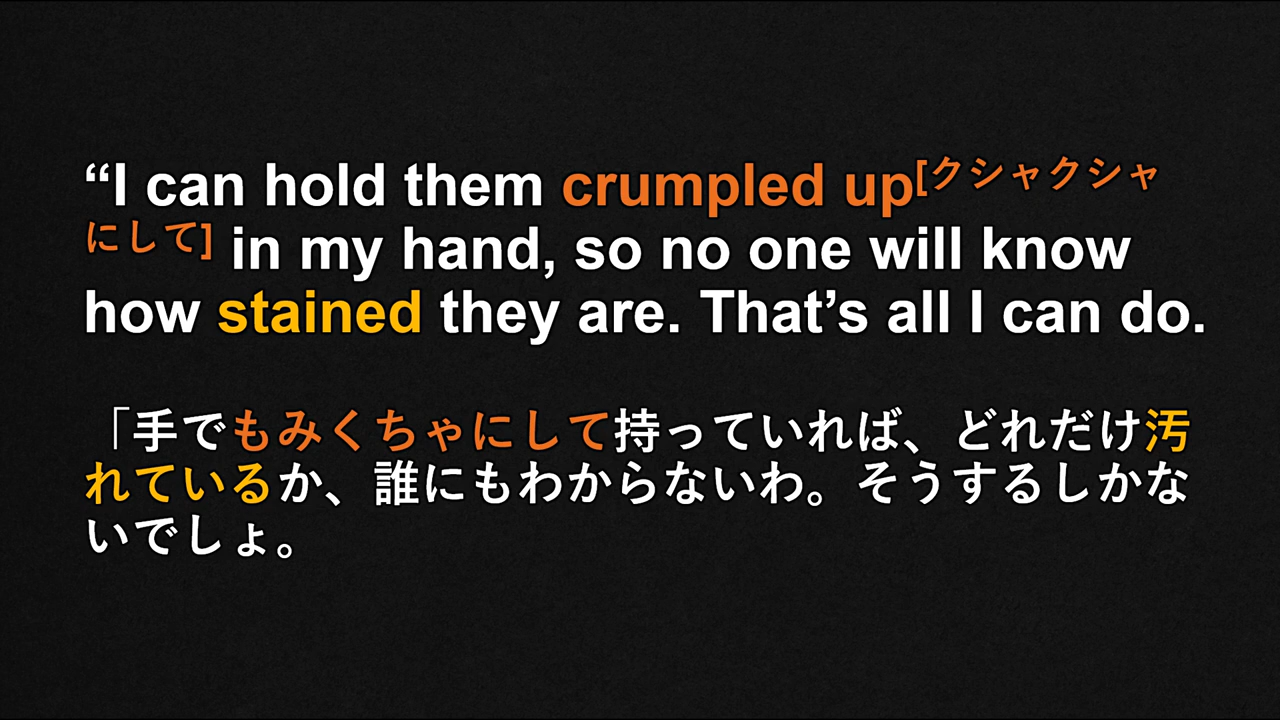 “I can hold them crumpled up[クシャクシャ
にして] in my hand, so no one will know
how stained they are. That’s all I can do.
「手でもみくちゃにして持っていれば、どれだけ汚
れているか、誰にもわからないわ。そうするしかな
いでしょ。